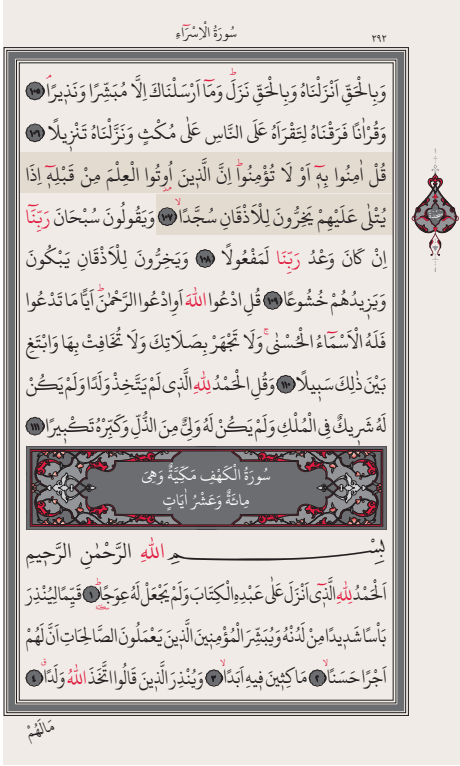 سُورَةُ الْاِسْرَٓاءِ
٢٩٢
وَبِالْحَقِّ اَنْزَلْنَاهُ وَبِالْحَقِّ نَزَلَۜ وَمَٓا اَرْسَلْنَاكَ اِلَّا مُبَشِّرًا وَنَذ۪يرًاۢ ١٠٥
وَقُرْاٰنًا فَرَقْنَاهُ لِتَقْرَاَهُ عَلَى النَّاسِ عَلٰى مُكْثٍ وَنَزَّلْنَاهُ تَنْز۪يلًا ١٠٦
قُلْ اٰمِنُوا بِه۪ٓ اَوْ لَا تُؤْمِنُواۜ اِنَّ الَّذ۪ينَ اُو۫تُوا الْعِلْمَ مِنْ قَبْلِه۪ٓ اِذَا
يُتْلٰى عَلَيْهِمْ يَخِرُّونَ لِلْاَذْقَانِ سُجَّدًاۙ ١٠٧ وَيَقُولُونَ سُبْحَانَ رَبِّنَٓا
اِنْ كَانَ وَعْدُ رَبِّنَا لَمَفْعُولًا ١٠٨ وَيَخِرُّونَ لِلْاَذْقَانِ يَبْكُونَ
وَيَز۪يدُهُمْ خُشُوعًا ١٠٩ قُلِ ادْعُوا اللّٰهَ اَوِ ادْعُوا الرَّحْمٰنَۜ اَيًّا مَا تَدْعُوا
فَلَهُ الْاَسْمَٓاءُ الْحُسْنٰىۚ وَلَا تَجْهَرْ بِصَلَاتِكَ وَلَا تُخَافِتْ بِهَا وَابْتَغِ
بَيْنَ ذٰلِكَ سَب۪يلًا ١١٠ وَقُلِ الْحَمْدُ لِلّٰهِ الَّذ۪ي لَمْ يَتَّخِذْ وَلَدًا وَلَمْ يَكُنْ
لَهُ شَر۪يكٌ فِي الْمُلْكِ وَلَمْ يَكُنْ لَهُ وَلِيٌّ مِنَ الذُّلِّ وَكَبِّرْهُ تَكْب۪يرًا ١١١
سُورَةُ الْكَهْفِ مَكِّيَّةٌ وَهِيَ
مِائَةٌ وَعَشْرُ اٰيَاتٍ
بِسْمِ اللّٰهِ الرَّحْمٰنِ الرَّح۪يمِ
اَلْحَمْدُ لِلّٰهِ الَّذ۪ٓي اَنْزَلَ عَلٰى عَبْدِهِ الْكِتَابَ وَلَمْ يَجْعَلْ لَهُ عِوَجًاۜ ١ قَيِّمًا لِيُنْذِرَ
بَاْسًا شَد۪يدًا مِنْ لَدُنْهُ وَيُبَشِّرَ الْمُؤْمِن۪ينَ الَّذ۪ينَ يَعْمَلُونَ الصَّالِحَاتِ اَنَّ لَهُمْ
اَجْرًا حَسَنًاۙ ٢ مَاكِث۪ينَ ف۪يهِ اَبَدًاۙ ٣ وَيُنْذِرَ الَّذ۪ينَ قَالُوا اتَّخَذَ اللّٰهُ وَلَدًاۗ ٤
مَا لَهُمْ